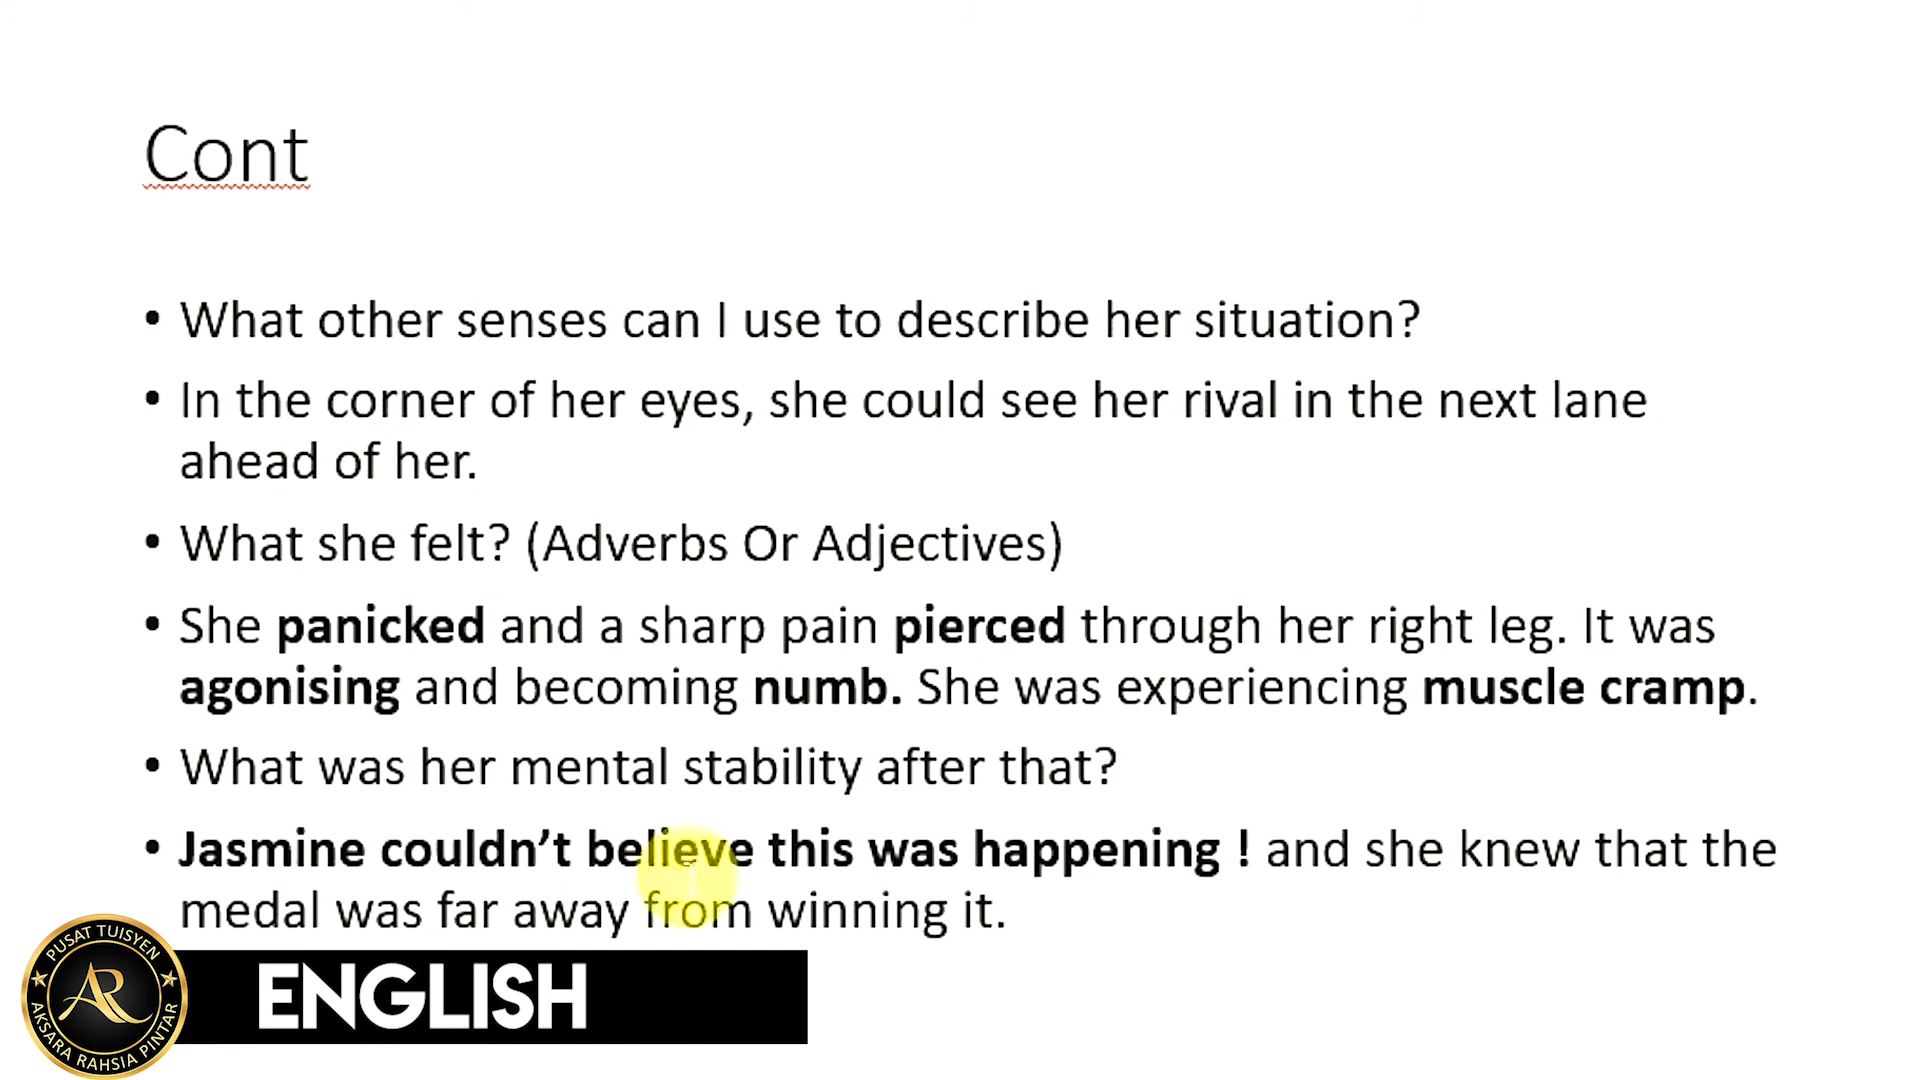 Cont
• What other senses can I use to describe her situation?
• In the corner of her eyes, she could see her rival in the next lane
ahead of her.
• What she felt? (Adverbs Or Adjectives)
• She panicked and a sharp pain pierced through her right leg. It was
agonising and becoming numb. She was experiencing muscle cramp.
• What was her mental stability after that?
• Jasmine couldn’t believe this was happening ! and she knew that the
medal was far away from winning it.
PUSAT TUISYEN
AR
AKSARA RAHSIA PINTAR
ENGLISH